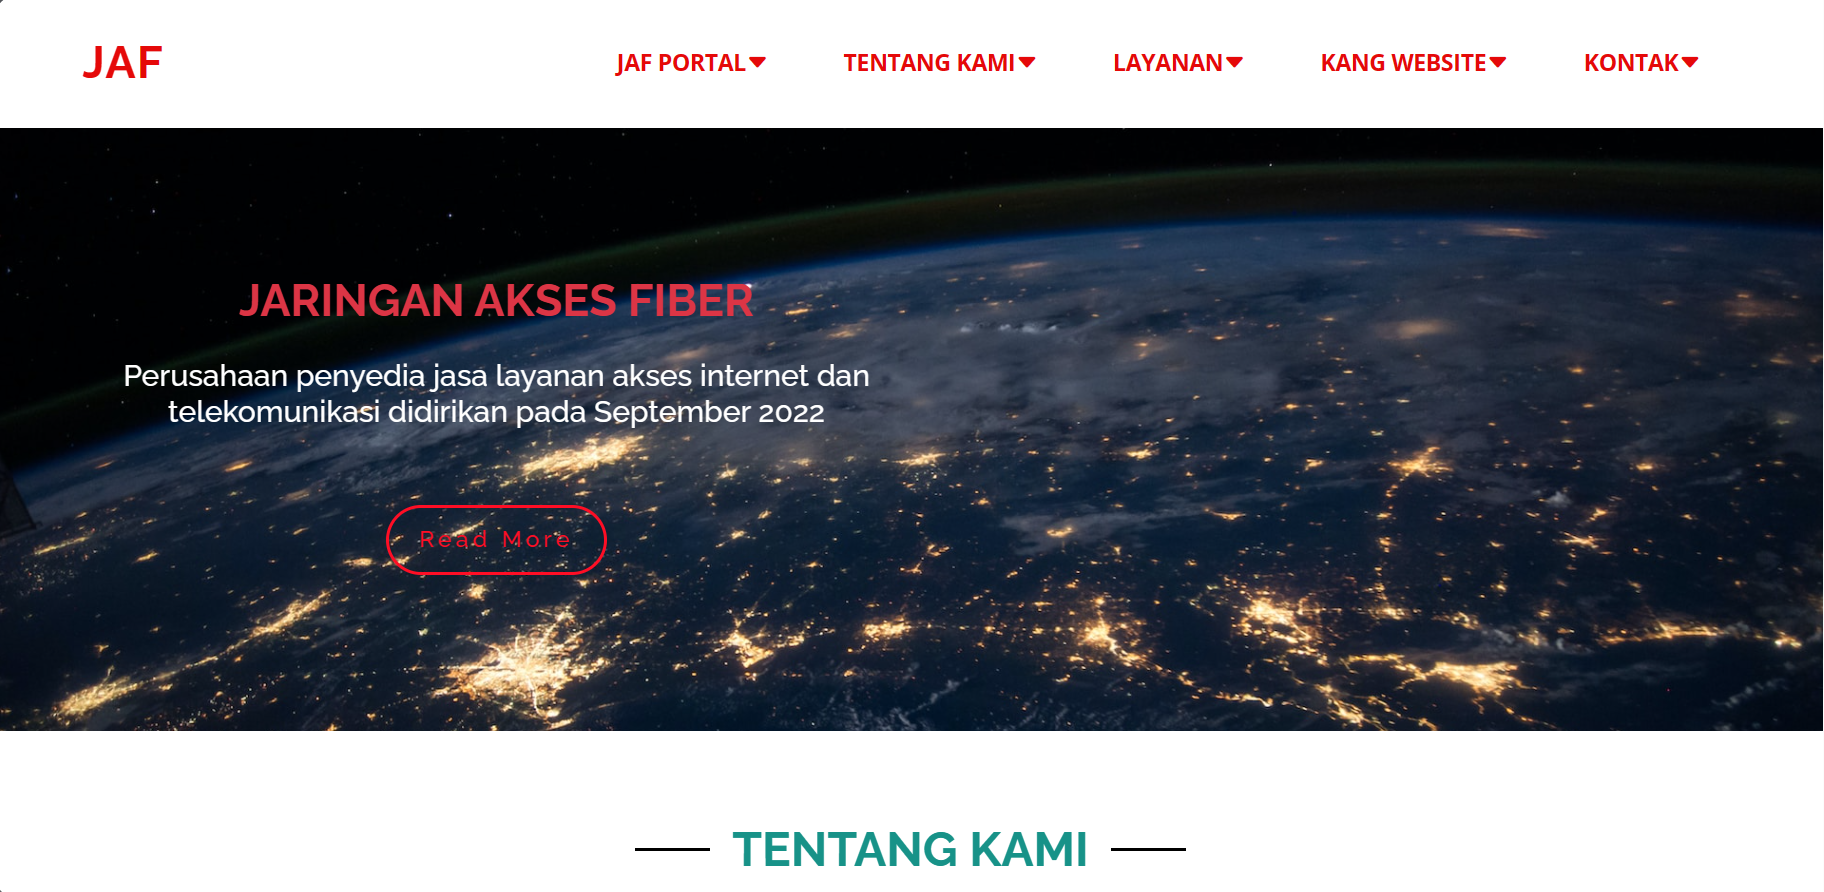 JAF
JAF PORTAL
TENTANG KAMI
LAYANAN
KANG WEBSITE
KONTAK
JARINGAN AKSES FIBER
Perusahaan penyedia jasa layanan akses internet dan
telekomunikasi didirikan pada September 2022
Read More
TENTANG KAMI